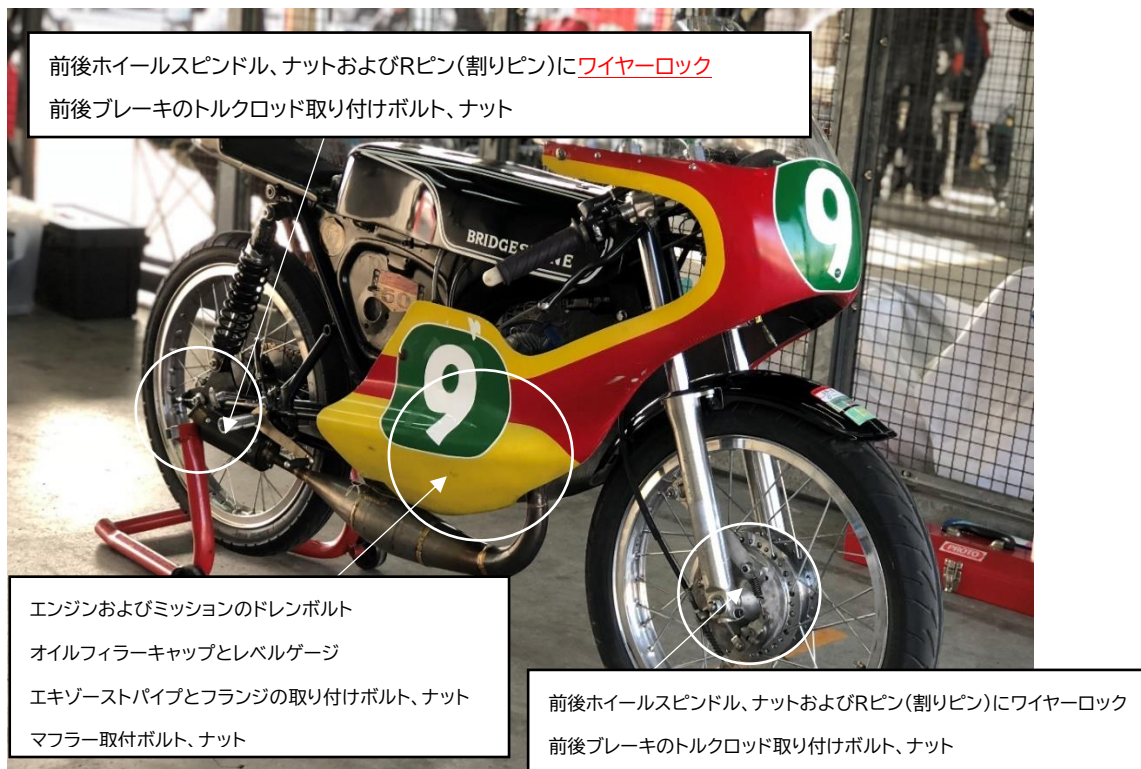 前後ホイールスピンドル、ナットおよびRピン(割りピン)にワイヤーロック
前後ブレーキのトルクロッド取り付けボルト、ナット
BRIDGESTONE
60
9
9
PROTO
エンジンおよびミッションのドレンボルト
オイルフィラーキャップとレベルゲージ
エキゾーストパイプとフランジの取り付けボルト、ナット
マフラー取付ボルト、ナット
前後ホイールスピンドル、ナットおよびRピン(割りピン)にワイヤーロック
前後ブレーキのトルクロッド取り付けボルト、ナット